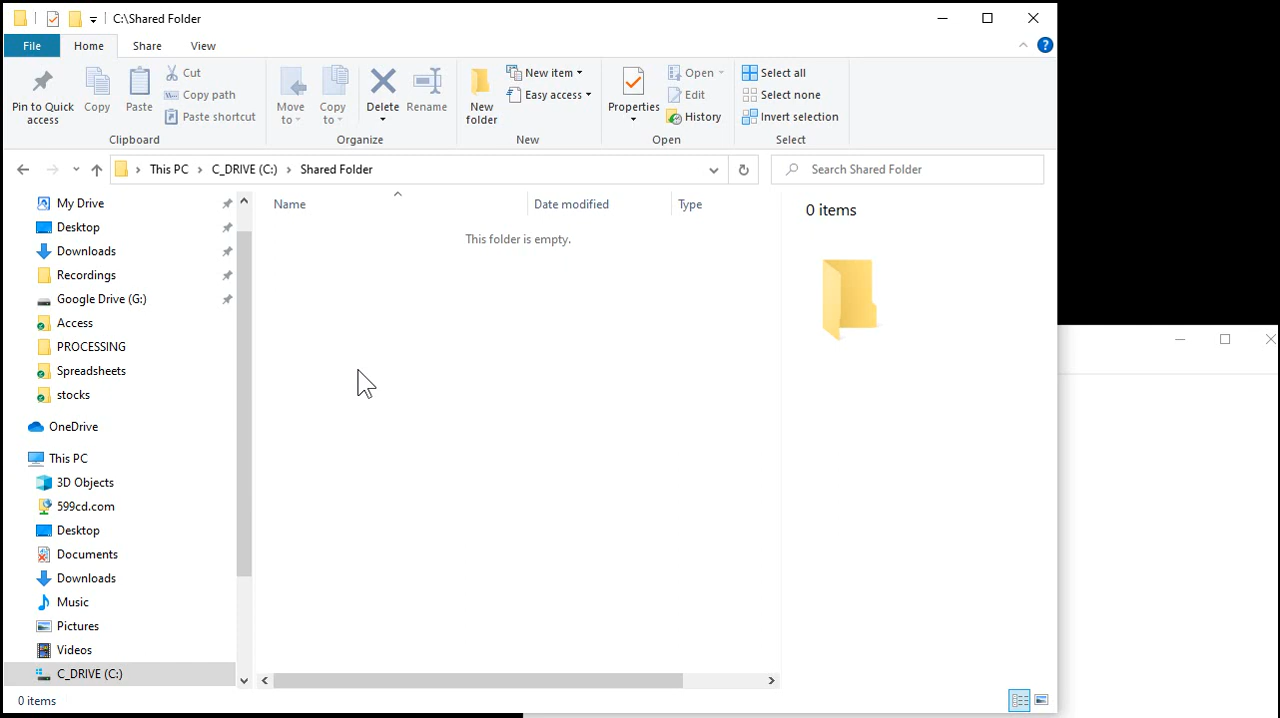 C:\Shared Folder
File Home Share View
Pin to Quick access
Copy
Paste
Cut
Copy path
Paste shortcut
Clipboard
Move to
Copy to
Delete
Rename
Organize
New folder
New item
Easy access
New
Properties
Open
Edit
History
Open
Select all
Select none
Invert selection
Select
This PC > C_DRIVE (C:) > Shared Folder
Search Shared Folder
My Drive
Desktop
Downloads
Recordings
Google Drive (G:)
Access
PROCESSING
Spreadsheets
stocks
OneDrive
This PC
3D Objects
599cd.com
Desktop
Documents
Downloads
Music
Pictures
Videos
C_DRIVE (C:)
Name Date modified Type
This folder is empty.
0 items
0 items